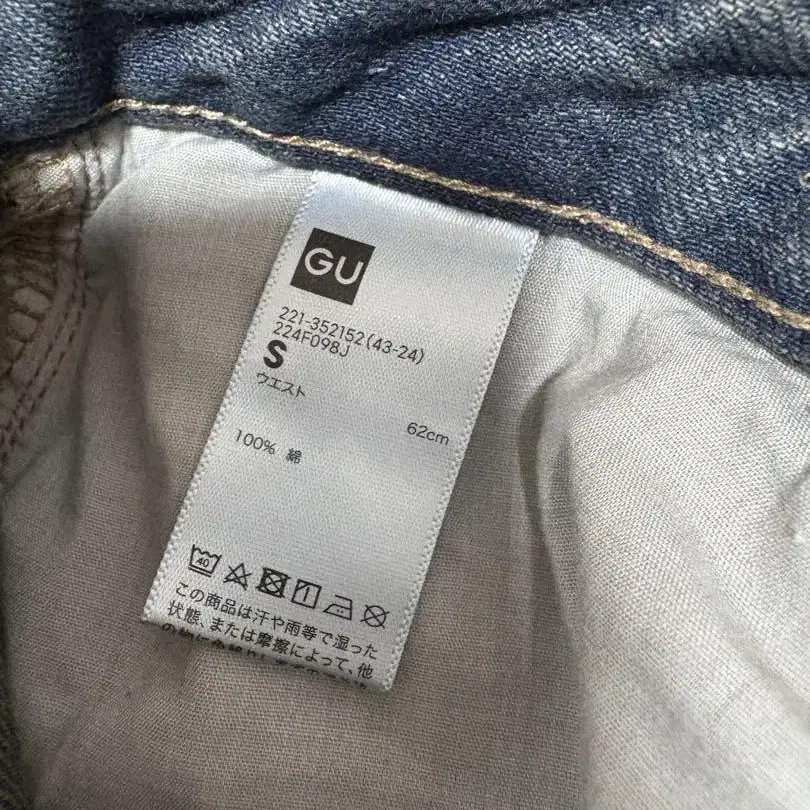 GU
221-352152(43-24)
224F098J
S
ウエスト
62cm
100% 綿
40
この商品は汗や雨等で湿った
状態、または摩擦によって、他